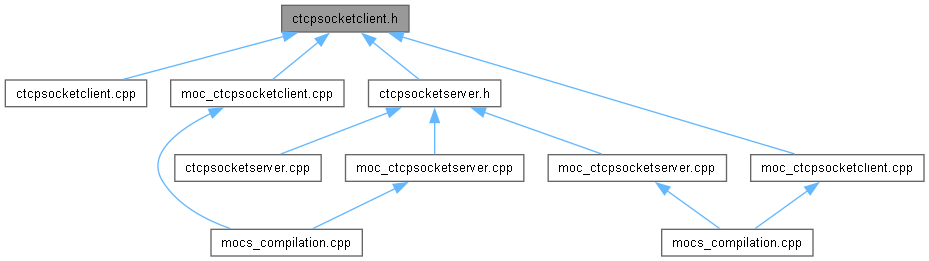 ctcpsocketclient.h
ctcpsocketclient.cpp
moc_ctcpsocketclient.cpp
ctcpsocketserver.h
ctcpsocketserver.cpp
moc_ctcpsocketserver.cpp
moc_ctcpsocketserver.cpp
moc_ctcpsocketclient.cpp
mocs_compilation.cpp
mocs_compilation.cpp